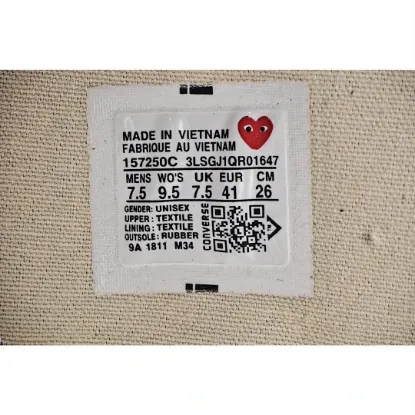 MADE IN VIETNAM
FABRIQUE AU VIETNAM
157250C 3LSGJ1QR01647
MENS WO'S UK EUR CM
7.5 9.5 7.5 41 26
GENDER: UNISEX
UPPER : TEXTILE
LINING : TEXTILE
OUTSOLE: RUBBER
9A 1811 M34
CONVERSE